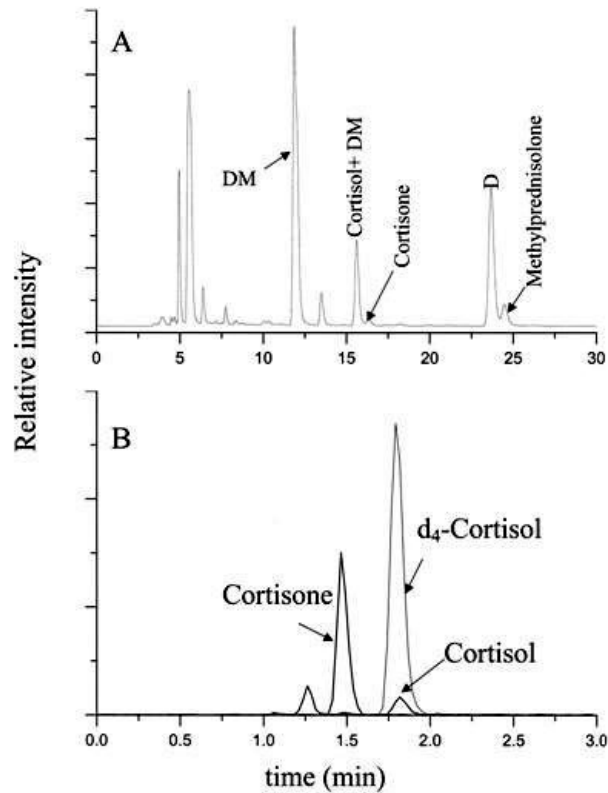 A
DM
Cortisol+ DM
Cortisone
D
Methylprednisolone
0 5 10 15 20 25 30
Relative intensity
B
d₄-Cortisol
Cortisone
Cortisol
0.0 0.5 1.0 1.5 2.0 2.5 3.0
time (min)